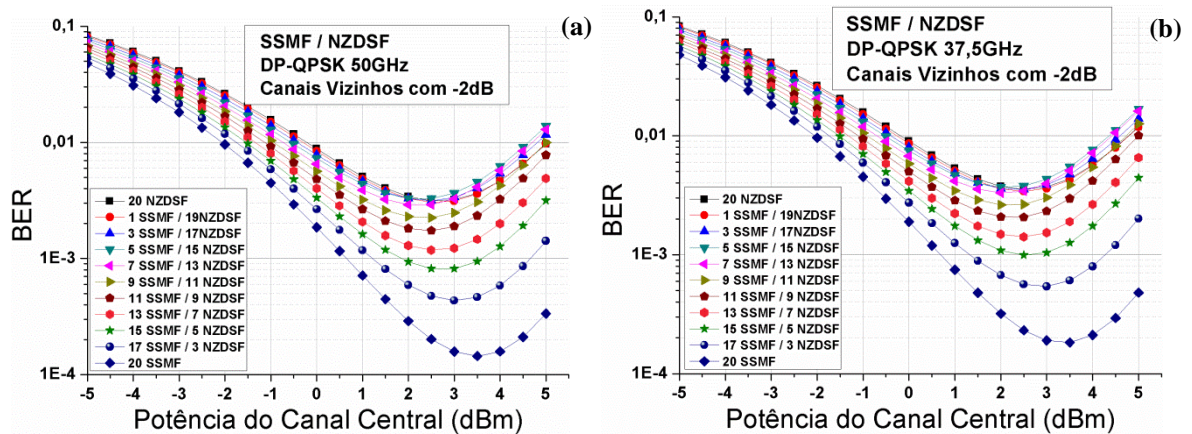 (a)
SSMF / NZDSF
DP-QPSK 50GHz
Canais Vizinhos com -2dB
BER
0,1
0,01
1E-3
1E-4
20 NZDSF
1 SSMF / 19NZDSF
3 SSMF / 17NZDSF
5 SSMF / 15 NZDSF
7 SSMF / 13 NZDSF
9 SSMF / 11 NZDSF
11 SSMF / 9 NZDSF
13 SSMF / 7 NZDSF
15 SSMF / 5 NZDSF
17 SSMF / 3 NZDSF
20 SSMF
-5 -4 -3 -2 -1 0 1 2 3 4 5
Potência do Canal Central (dBm)
(b)
SSMF / NZDSF
DP-QPSK 37,5GHz
Canais Vizinhos com -2dB
BER
0,1
0,01
1E-3
1E-4
20 NZDSF
1 SSMF / 19NZDSF
3 SSMF / 17NZDSF
5 SSMF / 15 NZDSF
7 SSMF / 13 NZDSF
9 SSMF / 11 NZDSF
11 SSMF / 9 NZDSF
13 SSMF / 7 NZDSF
15 SSMF / 5 NZDSF
17 SSMF / 3 NZDSF
20 SSMF
-5 -4 -3 -2 -1 0 1 2 3 4 5
Potência do Canal Central (dBm)